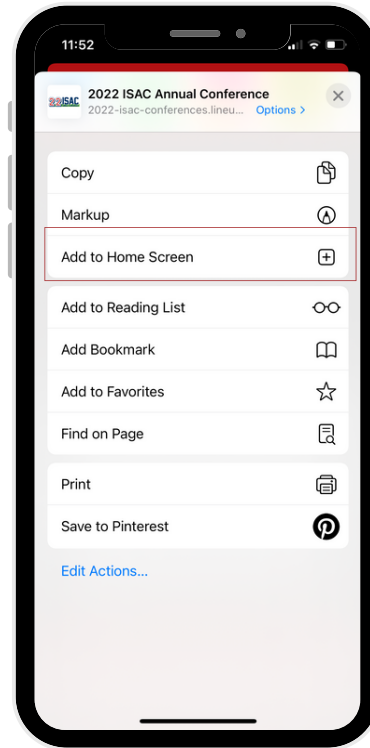 11:52
22ISAC
2022 ISAC Annual Conference
2022-isac-conferences.lineu... Options >
Copy
Markup
Add to Home Screen
Add to Reading List
Add Bookmark
Add to Favorites
Find on Page
Print
Save to Pinterest
Edit Actions...